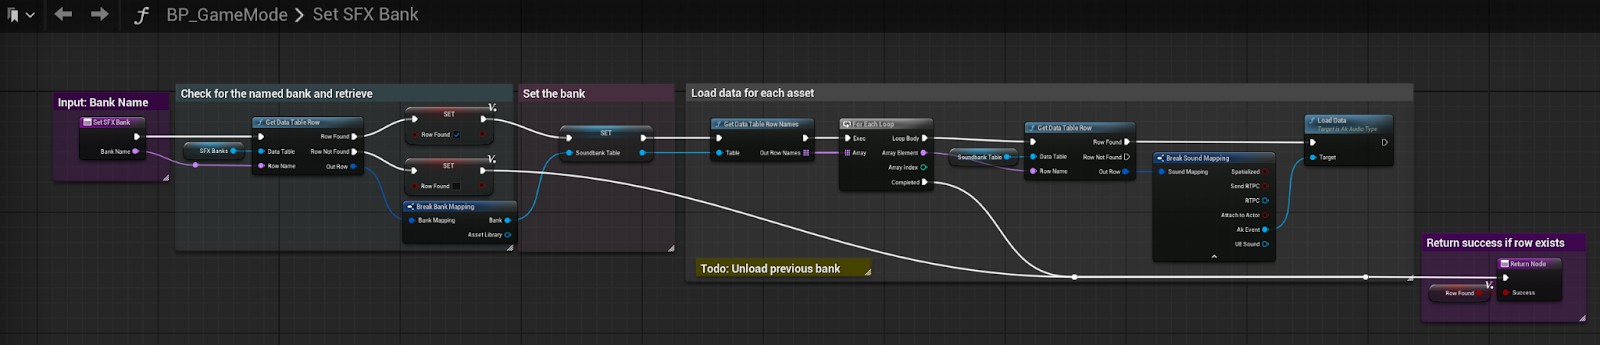 BP_GameMode > Set SFX Bank
Input: Bank Name
Set SFX Bank
Bank Name
Check for the named bank and retrieve
SFX Banks
Get Data Table Row
Row Found
Data Table
Row Not Found
Row Name
Out Row
SET
Row Found
SET
Row Found
Break Bank Mapping
Bank Mapping
Bank
Asset Library
Set the bank
SET
Soundbank Table
Load data for each asset
Get Data Table Row Names
Table
Out Row Names
For Each Loop
Exec
Loop Body
Array
Array Element
Array Index
Completed
Soundbank Table
Get Data Table Row
Row Found
Data Table
Row Not Found
Row Name
Out Row
Break Sound Mapping
Sound Mapping
Spatialized
Send RTPC
RTPC
Attach to Actor
Ak Event
UE Sound
Load Data
Target is Ak Audio Type
Target
Todo: Unload previous bank
Return success if row exists
Row Found
Return Node
Success